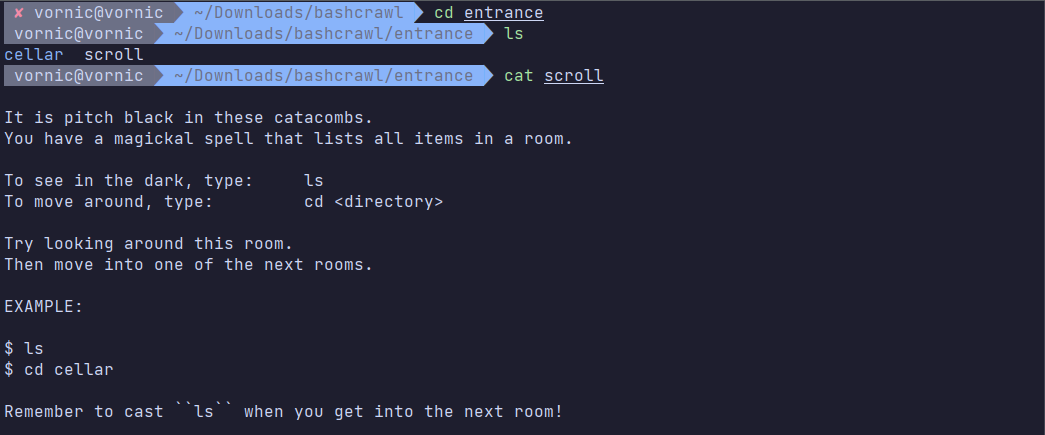 ✘ vornic@vornic ~/Downloads/bashcrawl cd entrance
vornic@vornic ~/Downloads/bashcrawl/entrance ls
cellar scroll
vornic@vornic ~/Downloads/bashcrawl/entrance cat scroll
It is pitch black in these catacombs.
You have a magickal spell that lists all items in a room.
To see in the dark, type: ls
To move around, type: cd <directory>
Try looking around this room.
Then move into one of the next rooms.
EXAMPLE:
$ ls
$ cd cellar
Remember to cast ``ls`` when you get into the next room!